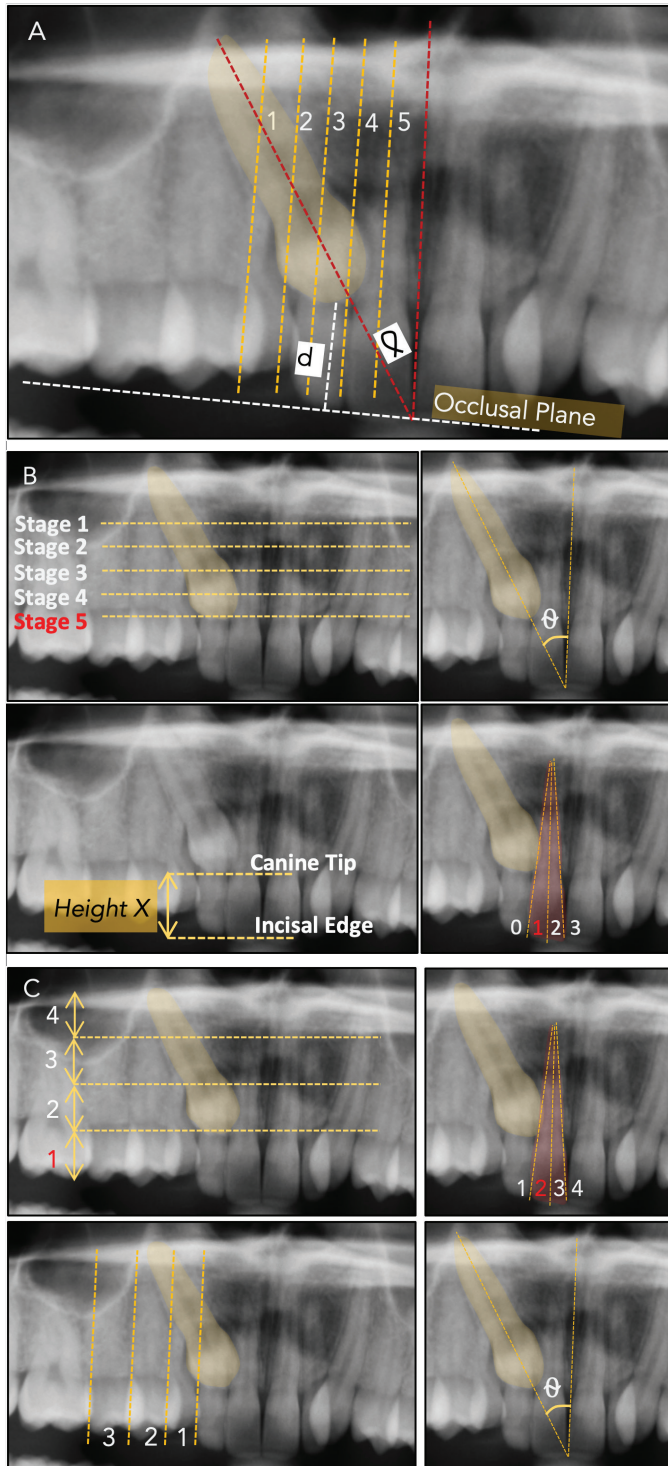 A
1 2 3 4 5
d
α
Occlusal Plane
B
Stage 1
Stage 2
Stage 3
Stage 4
Stage 5
ϑ
Canine Tip
Height X
Incisal Edge
0 1 2 3
C
4
3
2
1
1 2 3 4
3 2 1
ϑ